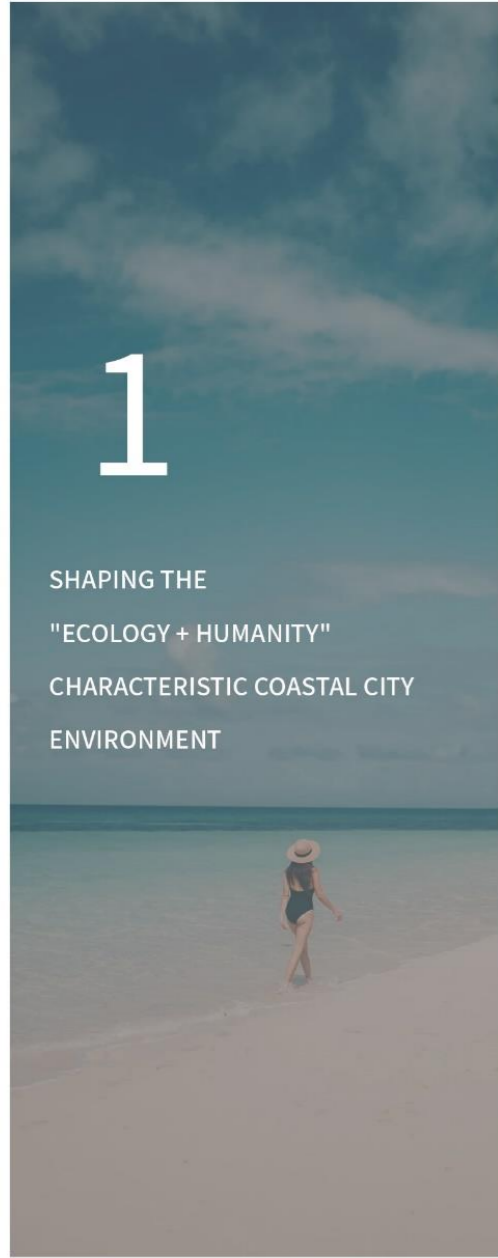 1
SHAPING THE
"ECOLOGY + HUMANITY"
CHARACTERISTIC COASTAL CITY
ENVIRONMENT